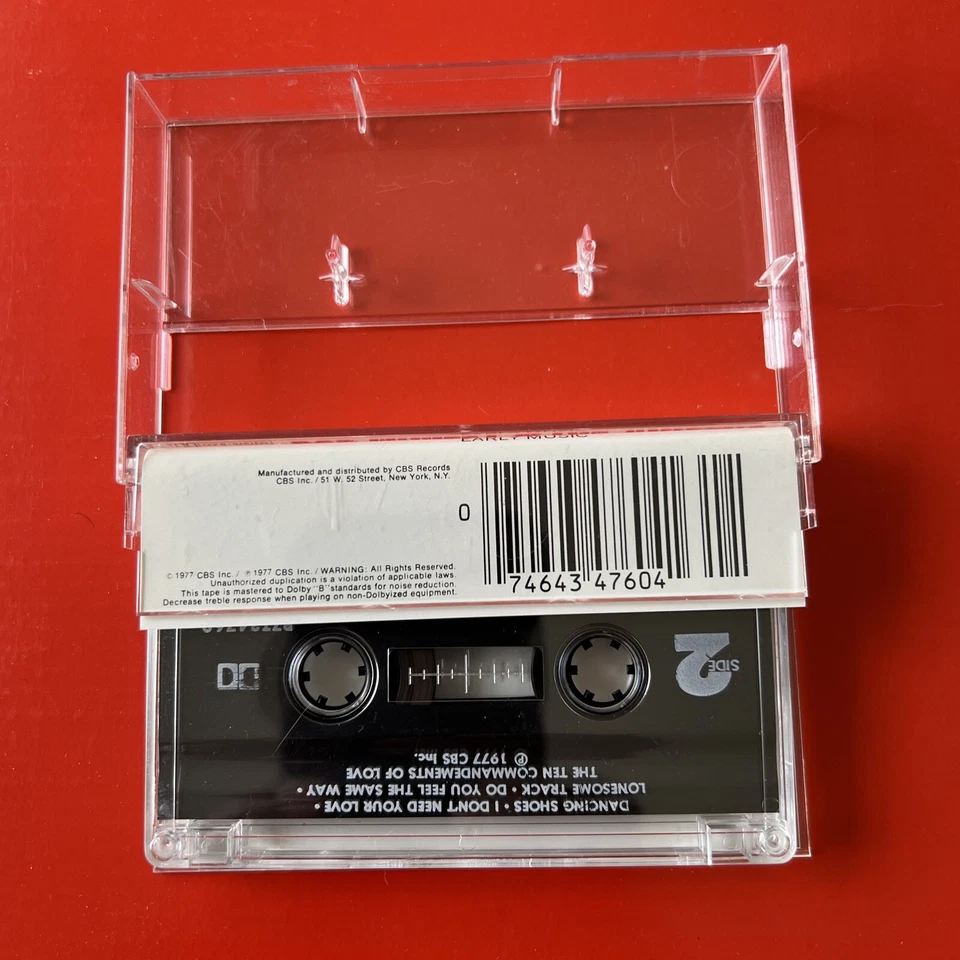 EARLY MUSIC
Manufactured and distributed by CBS Records
CBS Inc. / 51 W. 52 Street, New York, N.Y.
0
74643 47604
© 1977 CBS Inc. / ℗ 1977 CBS Inc. / WARNING: All Rights Reserved.
Unauthorized duplication is a violation of applicable laws.
This tape is mastered to Dolby "B" standards for noise reduction.
Decrease treble response when playing on non-Dolbyized equipment.
SIDE
2
DANCING SHOES • I DON'T NEED YOUR LOVE •
LONESOME TRACK • DO YOU FEEL THE SAME WAY •
THE TEN COMMANDEMENTS OF LOVE
℗ 1977 CBS Inc.